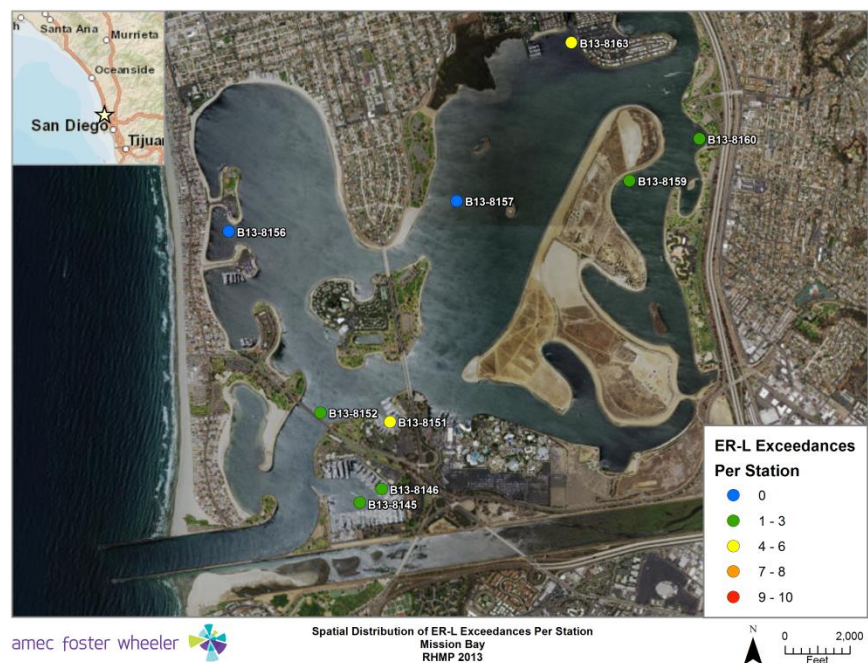 h
Santa Ana
Murrieta
Oceanside
San Diego
Tijuar
B13-8163
B13-8160
B13-8159
B13-8157
B13-8156
B13-8152
B13-8151
B13-8146
B13-8145
ER-L Exceedances
Per Station
0
1 - 3
4 - 6
7 - 8
9 - 10
amec foster wheeler
Spatial Distribution of ER-L Exceedances Per Station
Mission Bay
RHMP 2013
N
0 2,000
Feet